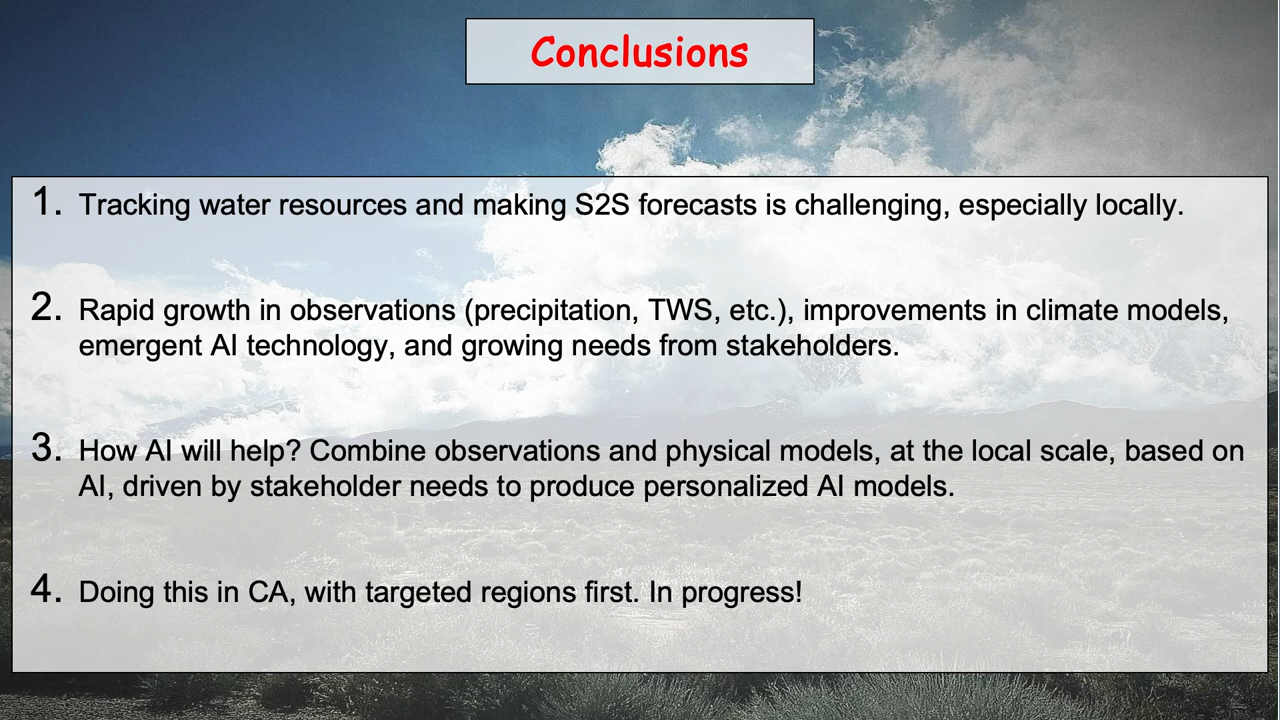 Conclusions
1. Tracking water resources and making S2S forecasts is challenging, especially locally.
2. Rapid growth in observations (precipitation, TWS, etc.), improvements in climate models,
emergent AI technology, and growing needs from stakeholders.
3. How AI will help? Combine observations and physical models, at the local scale, based on
AI, driven by stakeholder needs to produce personalized AI models.
4. Doing this in CA, with targeted regions first. In progress!